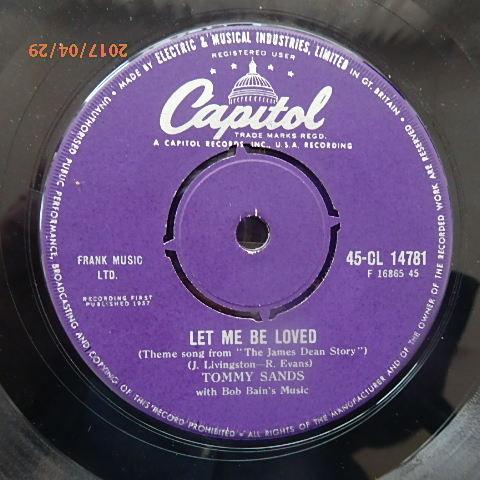 2017/04/29
MADE BY ELECTRIC & MUSICAL INDUSTRIES, LIMITED IN GT. BRITAIN • ALL RIGHTS OF THE MANUFACTURER AND OF THE OWNER OF THE RECORDED WORK ARE RESERVED
UNAUTHORISED PUBLIC PERFORMANCE, BROADCASTING AND COPYING OF THIS RECORD PROHIBITED
REGISTERED USER
Capitol
TRADE MARKS REGD.
A CAPITOL RECORDS, INC., U.S.A. RECORDING
FRANK MUSIC
LTD.
45-CL 14781
F 16865 45
RECORDING FIRST
PUBLISHED 1957
LET ME BE LOVED
(Theme song from "The James Dean Story")
(J. Livingston—R. Evans)
TOMMY SANDS
with Bob Bain's Music